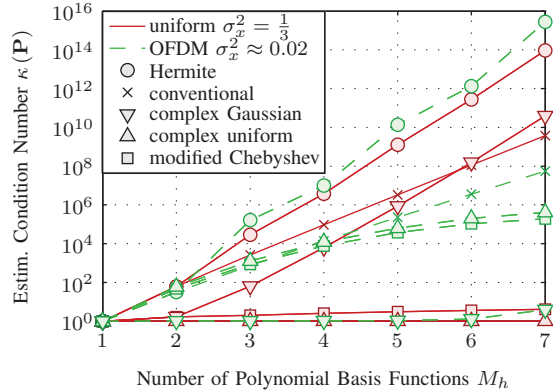 Estim. Condition Number κ (P)
10^16
10^14
10^12
10^10
10^8
10^6
10^4
10^2
10^0
uniform σ_x^2 = 1/3
OFDM σ_x^2 ≈ 0.02
Hermite
conventional
complex Gaussian
complex uniform
modified Chebyshev
1 2 3 4 5 6 7
Number of Polynomial Basis Functions M_h